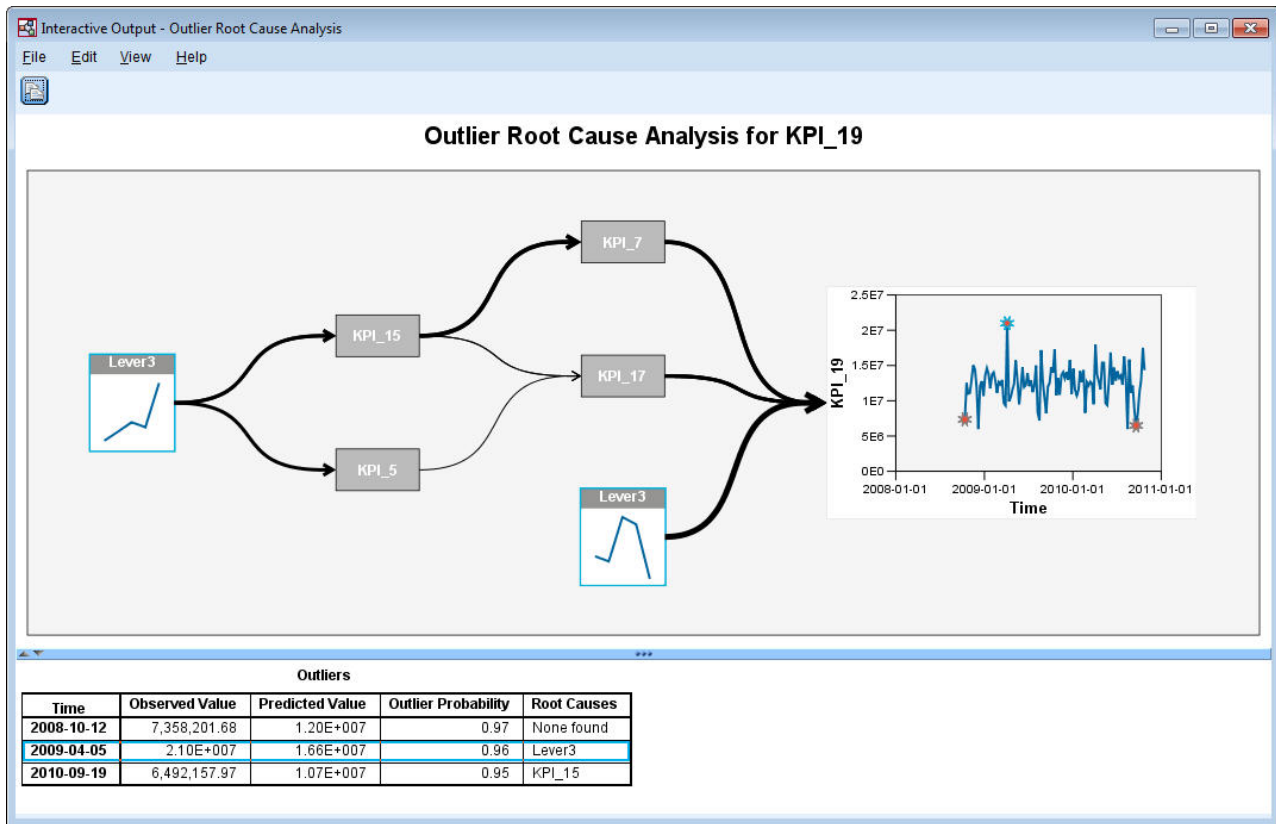 Interactive Output - Outlier Root Cause Analysis
File Edit View Help
Outlier Root Cause Analysis for KPI_19
KPI_7
KPI_15
Lever3
KPI_17
KPI_5
Lever3
KPI_19
2.5E7
2E7
1.5E7
1E7
5E6
0E0
2008-01-01 2009-01-01 2010-01-01 2011-01-01
Time
Outliers
Time Observed Value Predicted Value Outlier Probability Root Causes
2008-10-12 7,358,201.68 1.20E+007 0.97 None found
2009-04-05 2.10E+007 1.66E+007 0.96 Lever3
2010-09-19 6,492,157.97 1.07E+007 0.95 KPI_15